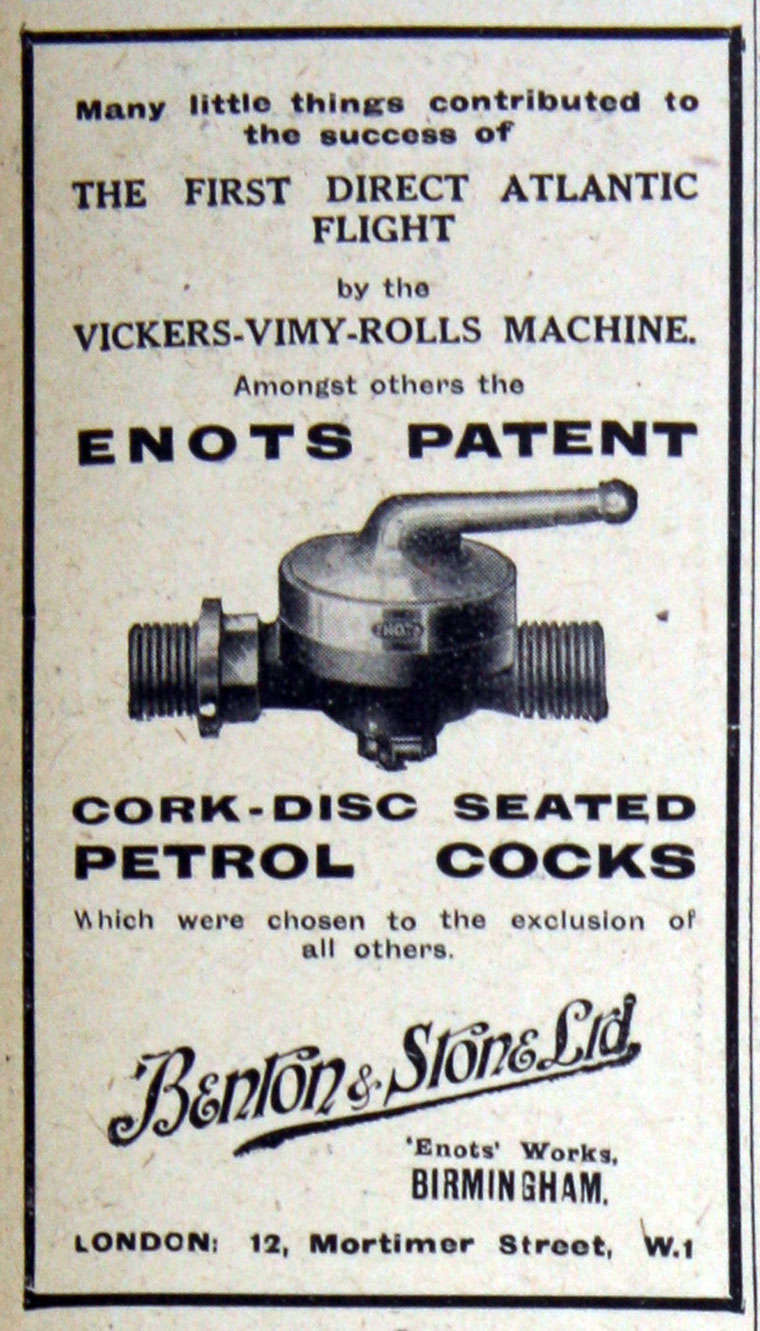 Many little things contributed to
the success of
THE FIRST DIRECT ATLANTIC
FLIGHT
by the
VICKERS-VIMY-ROLLS MACHINE.
Amongst others the
ENOTS PATENT
CORK-DISC SEATED
PETROL COCKS
Which were chosen to the exclusion of
all others.
Benton & Stone Ltd.
'Enots' Works,
BIRMINGHAM.
LONDON: 12, Mortimer Street, W.1